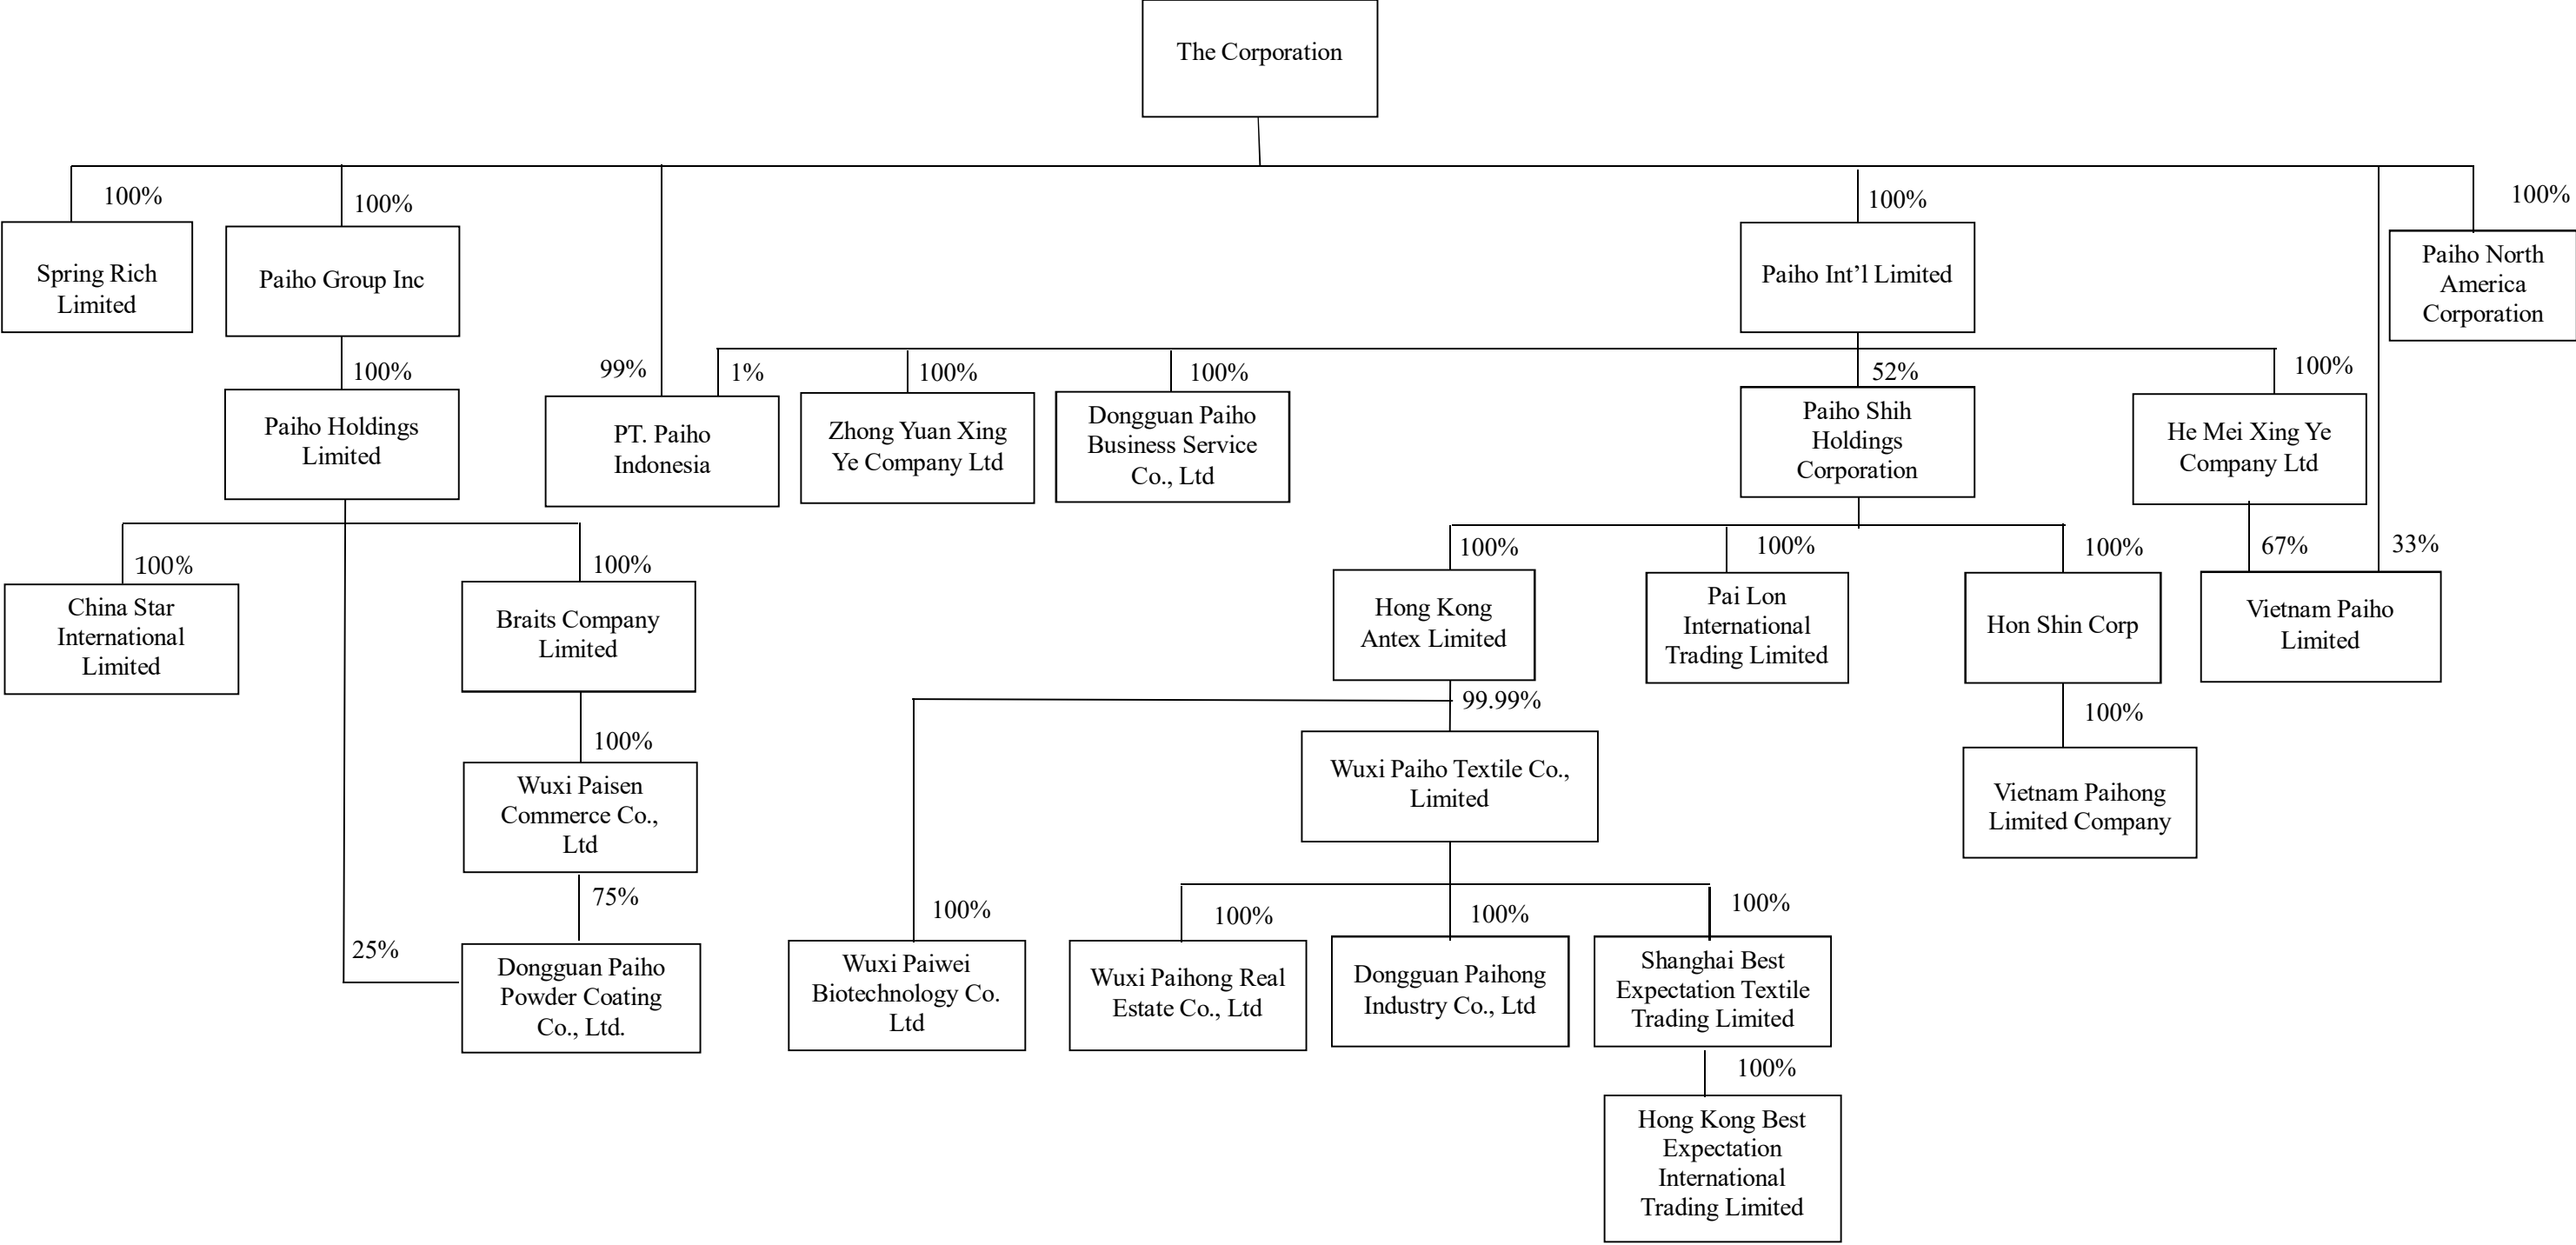 The Corporation
100%
100%
100%
100%
Spring Rich
Limited
Paiho Group Inc
Paiho Int’l Limited
Paiho North
America
Corporation
100%
99%
1%
100%
100%
52%
100%
Paiho Holdings
Limited
PT. Paiho
Indonesia
Zhong Yuan Xing
Ye Company Ltd
Dongguan Paiho
Business Service
Co., Ltd
Paiho Shih
Holdings
Corporation
He Mei Xing Ye
Company Ltd
100%
100%
100%
100%
100%
67%
33%
China Star
International
Limited
Braits Company
Limited
Hong Kong
Antex Limited
Pai Lon
International
Trading Limited
Hon Shin Corp
Vietnam Paiho
Limited
100%
99.99%
100%
Wuxi Paisen
Commerce Co.,
Ltd
Wuxi Paiho Textile Co.,
Limited
Vietnam Paihong
Limited Company
75%
25%
100%
100%
100%
100%
Dongguan Paiho
Powder Coating
Co., Ltd.
Wuxi Paiwei
Biotechnology Co.
Ltd
Wuxi Paihong Real
Estate Co., Ltd
Dongguan Paihong
Industry Co., Ltd
Shanghai Best
Expectation Textile
Trading Limited
100%
Hong Kong Best
Expectation
International
Trading Limited